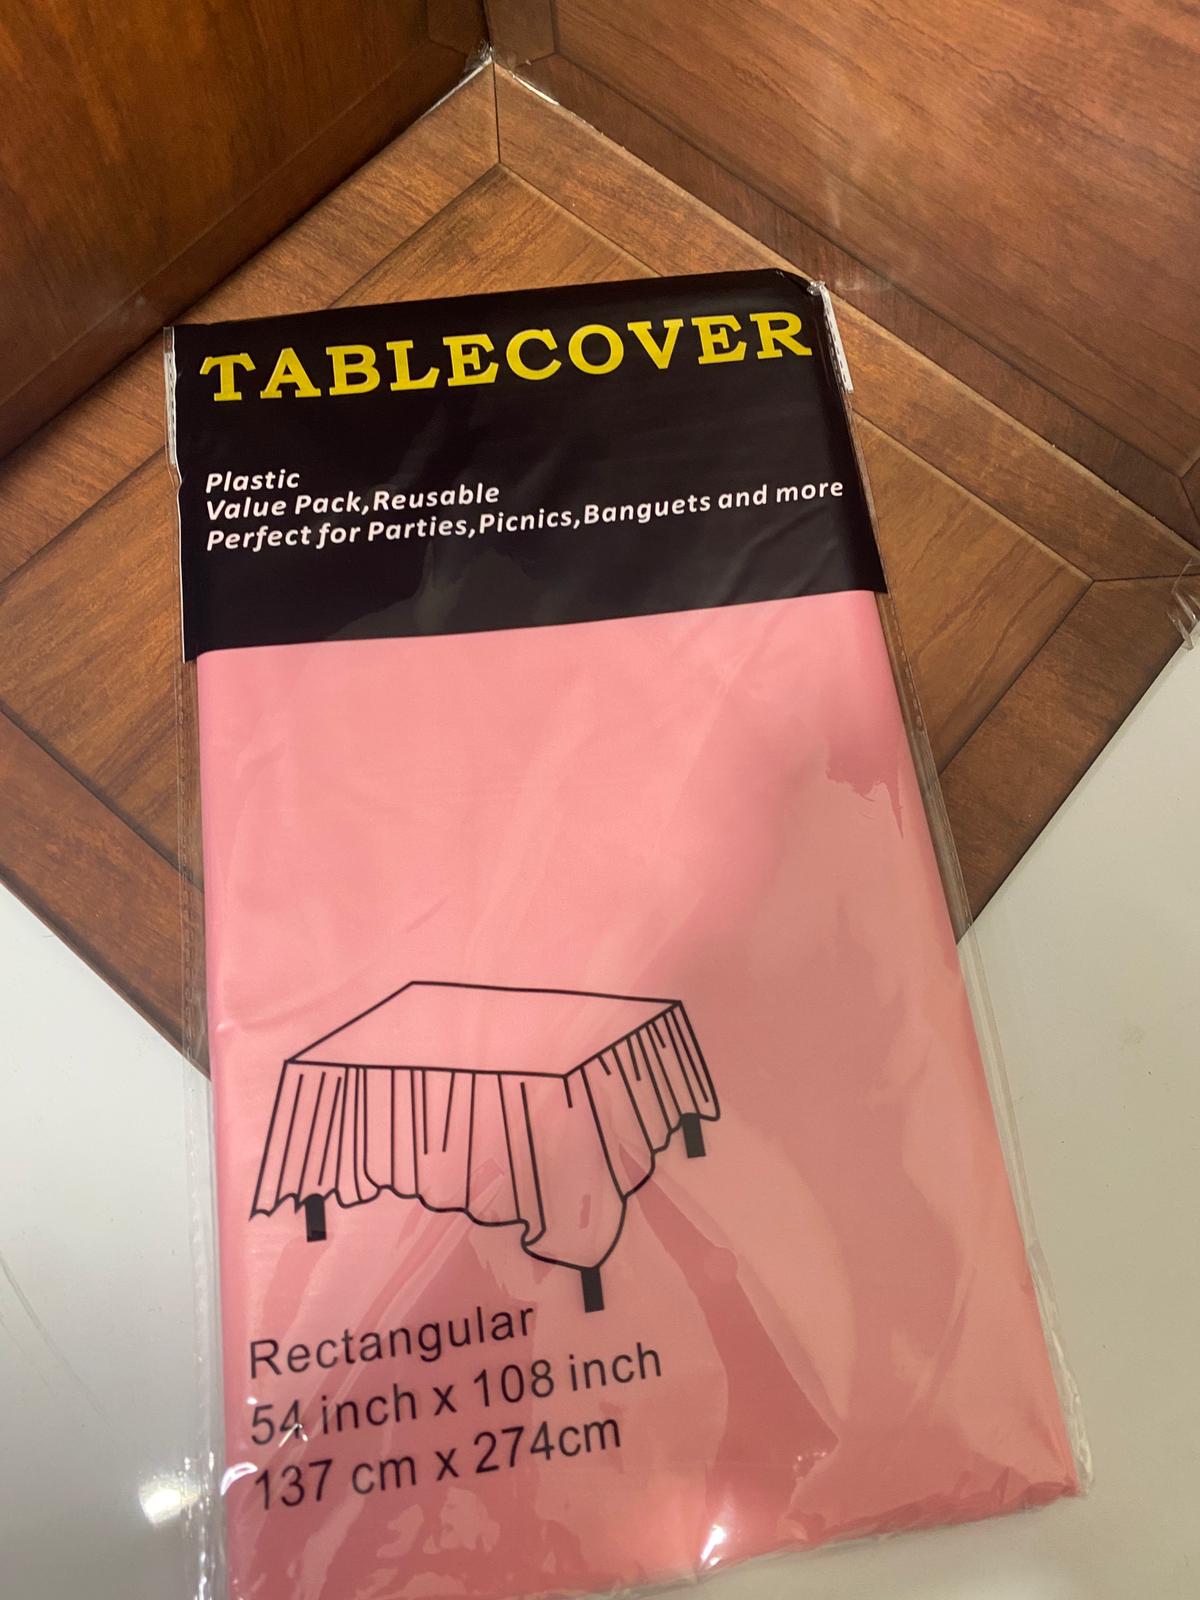 TABLECOVER
Plastic
Value Pack,Reusable
Perfect for Parties,Picnics,Banguets and more
Rectangular
54 inch x 108 inch
137 cm x 274cm